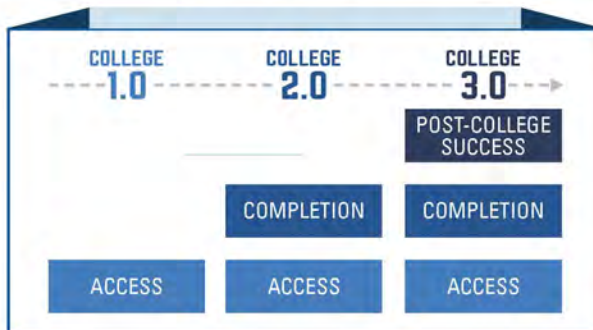 COLLEGE
1.0
COLLEGE
2.0
COLLEGE
3.0
POST-COLLEGE
SUCCESS
COMPLETION
COMPLETION
ACCESS
ACCESS
ACCESS